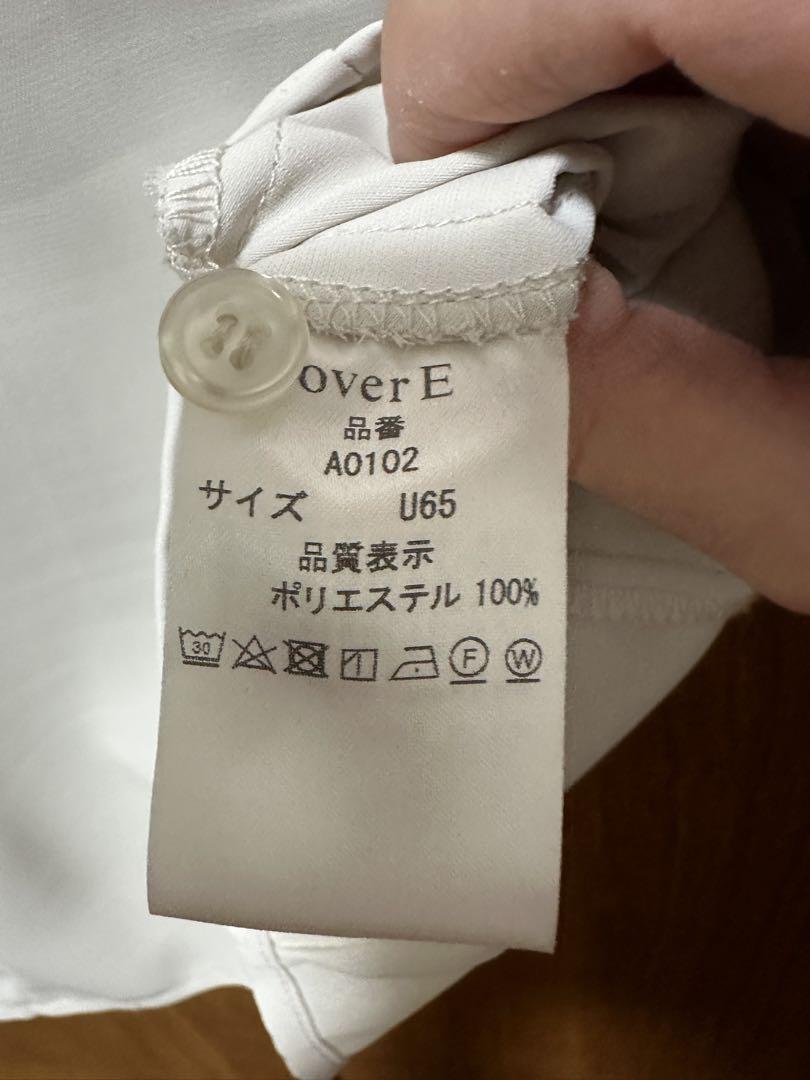 overE
品番
A0102
サイズ U65
品質表示
ポリエステル 100%
30 F W